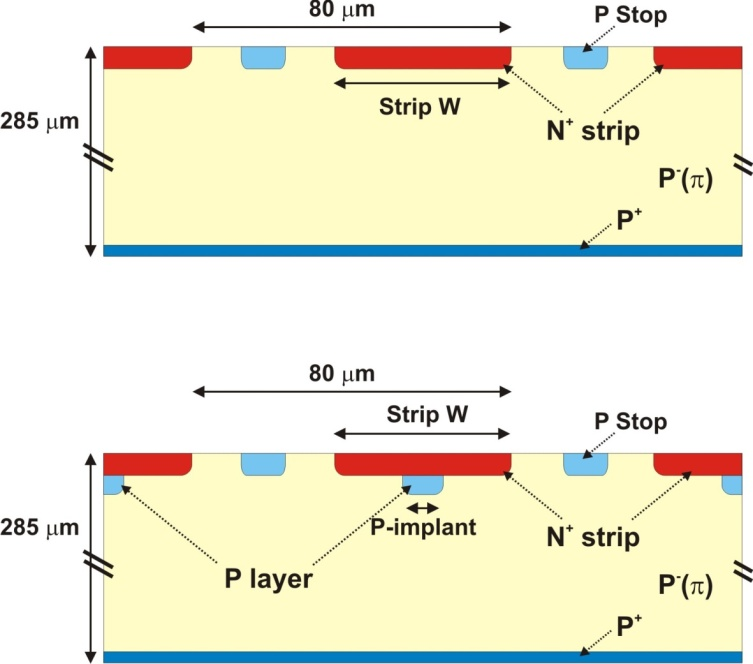 80 μm
P Stop
285 μm
Strip W
N⁺ strip
P⁻(π)
P⁺
80 μm
Strip W
P Stop
285 μm
P-implant
N⁺ strip
P layer
P⁻(π)
P⁺